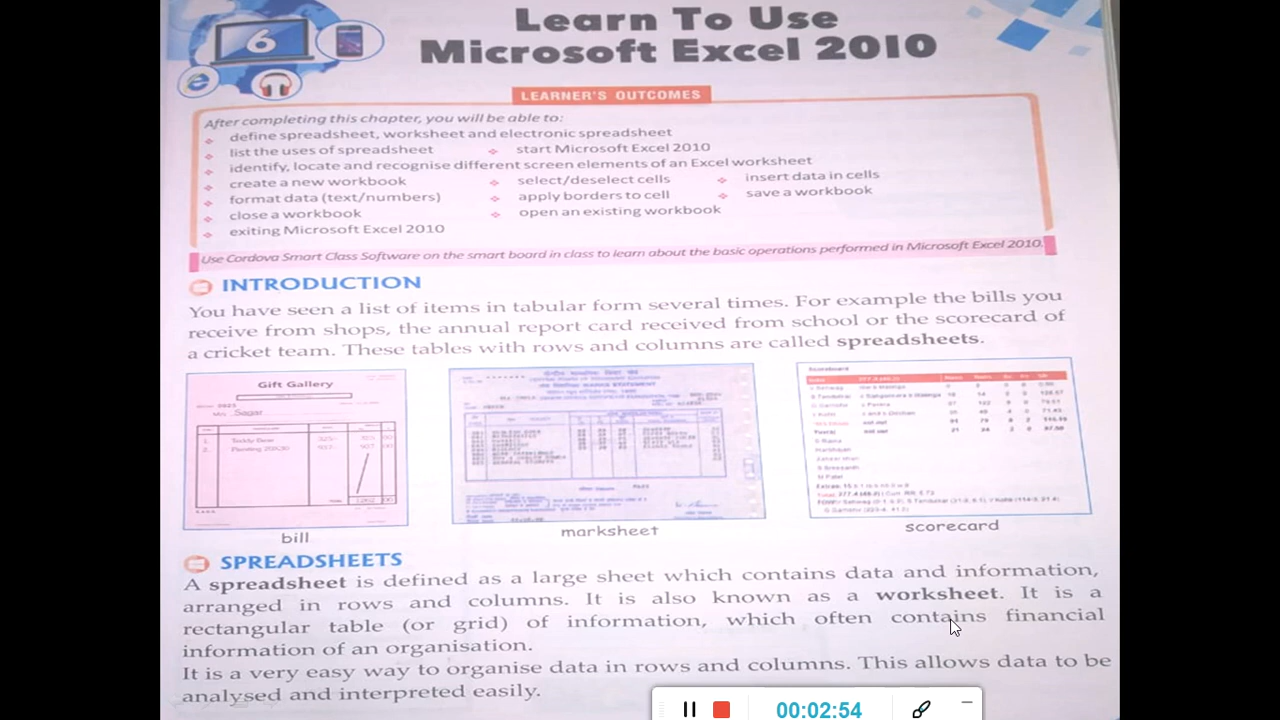 6
Learn To Use
Microsoft Excel 2010
LEARNER'S OUTCOMES
After completing this chapter, you will be able to:
define spreadsheet, worksheet and electronic spreadsheet
list the uses of spreadsheet
start Microsoft Excel 2010
identify, locate and recognise different screen elements of an Excel worksheet
create a new workbook
select/deselect cells
insert data in cells
format data (text/numbers)
apply borders to cell
save a workbook
close a workbook
open an existing workbook
exiting Microsoft Excel 2010
Use Cordova Smart Class Software on the smart board in class to learn about the basic operations performed in Microsoft Excel 2010.
INTRODUCTION
You have seen a list of items in tabular form several times. For example the bills you
receive from shops, the annual report card received from school or the scorecard of
a cricket team. These tables with rows and columns are called spreadsheets.
Gift Gallery
Sagar
1. Teddy Bear
2.
Scoreboard
bill
marksheet
scorecard
SPREADSHEETS
A spreadsheet is defined as a large sheet which contains data and information,
arranged in rows and columns. It is also known as a worksheet. It is a
rectangular table (or grid) of information, which often contains financial
information of an organisation.
It is a very easy way to organise data in rows and columns. This allows data to be
analysed and interpreted easily.
00:02:54